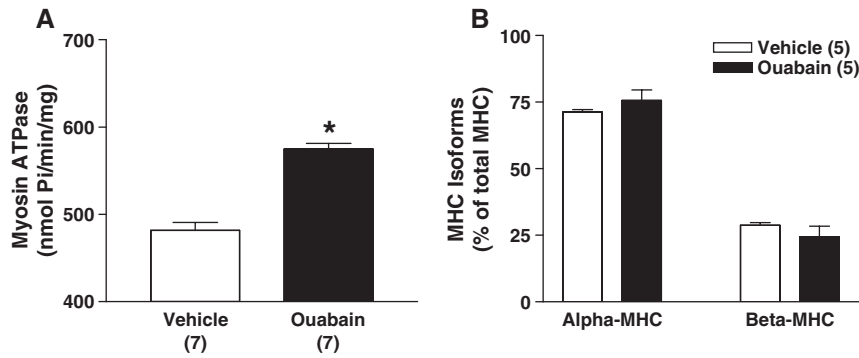 A
Myosin ATPase
(nmol Pi/min/mg)
700
600
500
400
*
Vehicle
(7)
Ouabain
(7)
B
MHC Isoforms
(% of total MHC)
100
75
50
25
0
Vehicle (5)
Ouabain (5)
Alpha-MHC
Beta-MHC